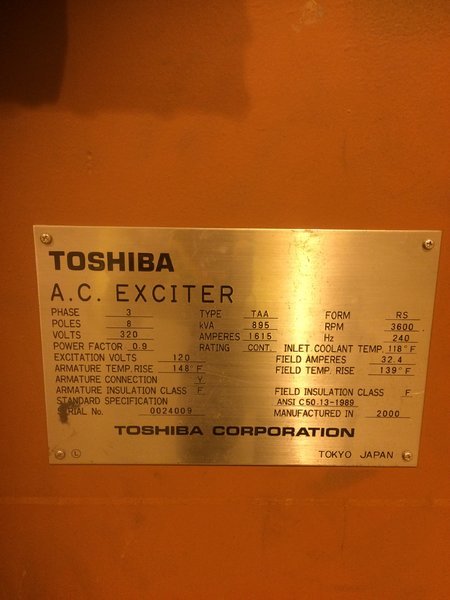 TOSHIBA
A.C. EXCITER
PHASE 3 TYPE TAA FORM RS
POLES 8 kVA 895 RPM 3600
VOLTS 320 AMPERES 1615 Hz 240
POWER FACTOR 0.9 RATING CONT. INLET COOLANT TEMP. 118°F
EXCITATION VOLTS 120 FIELD AMPERES 32.4
ARMATURE TEMP. RISE 148°F FIELD TEMP. RISE 139°F
ARMATURE CONNECTION Y
ARMATURE INSULATION CLASS F FIELD INSULATION CLASS F
STANDARD SPECIFICATION ANSI C50.13-1989
SERIAL No. 0024009 MANUFACTURED IN 2000
TOSHIBA CORPORATION
L TOKYO JAPAN